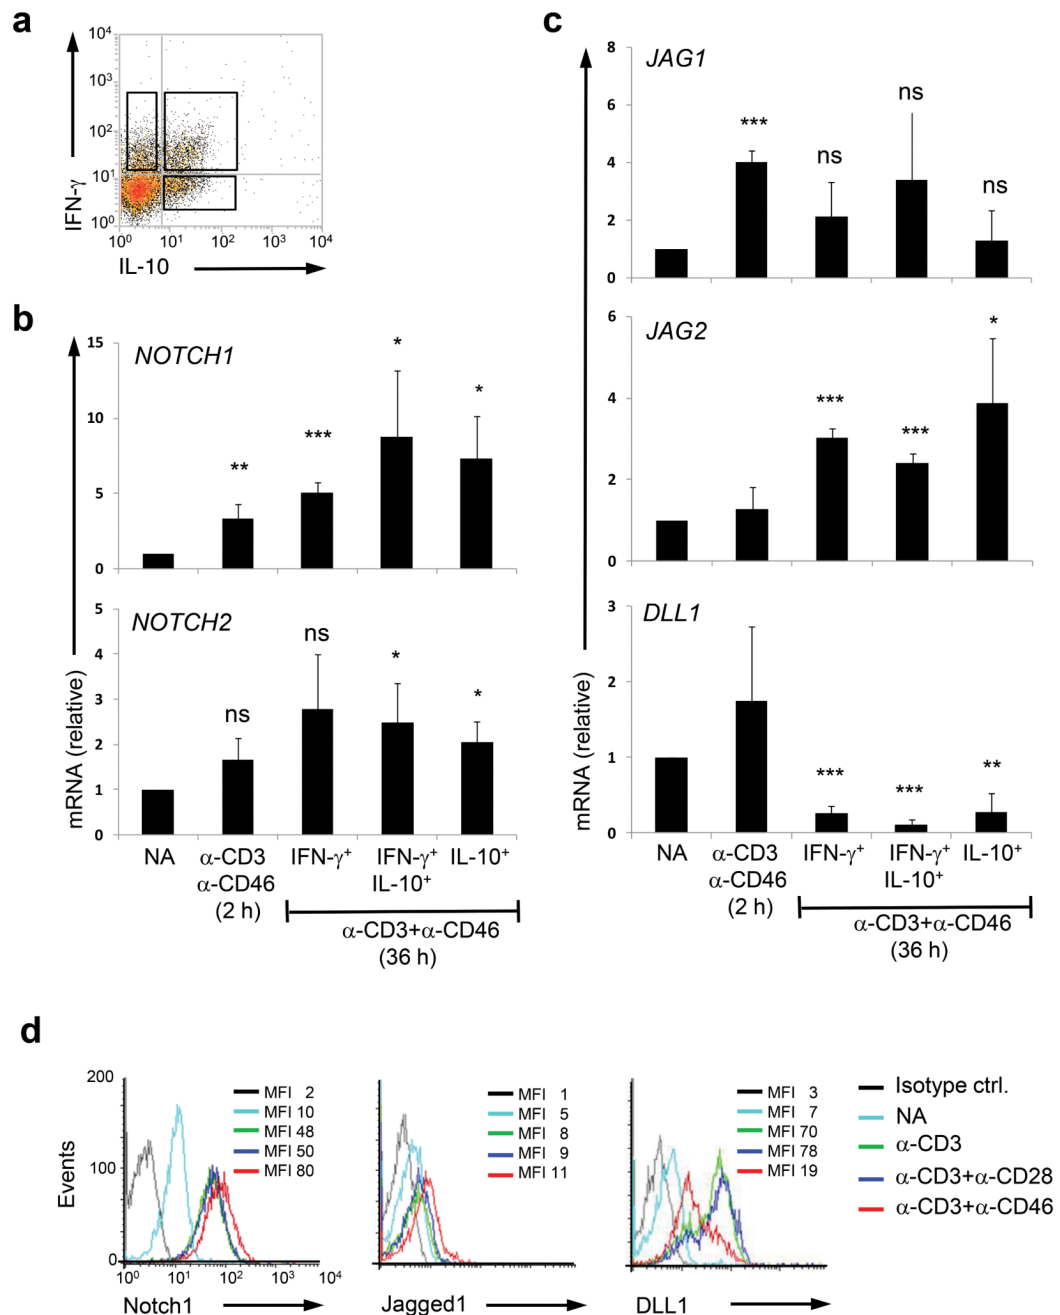 a
10⁴
10³
10²
10¹
10⁰
IFN-γ
10⁰ 10¹ 10² 10³ 10⁴
IL-10
b
NOTCH1
15
10
5
0
**
***
*
*
NOTCH2
5
4
3
2
1
0
ns
ns
*
*
mRNA (relative)
NA
α-CD3
α-CD46
(2 h)
IFN-γ⁺
IFN-γ⁺
IL-10⁺
IL-10⁺
α-CD3+α-CD46
(36 h)
c
JAG1
8
6
4
2
0
***
ns
ns
ns
JAG2
6
4
2
0
***
***
*
DLL1
3
2
1
0
***
***
**
mRNA (relative)
NA
α-CD3
α-CD46
(2 h)
IFN-γ⁺
IFN-γ⁺
IL-10⁺
IL-10⁺
α-CD3+α-CD46
(36 h)
d
Events
200
100
0
10⁰ 10¹ 10² 10³ 10⁴
MFI 2
MFI 10
MFI 48
MFI 50
MFI 80
Notch1
MFI 1
MFI 5
MFI 8
MFI 9
MFI 11
Jagged1
MFI 3
MFI 7
MFI 70
MFI 78
MFI 19
DLL1
Isotype ctrl.
NA
α-CD3
α-CD3+α-CD28
α-CD3+α-CD46